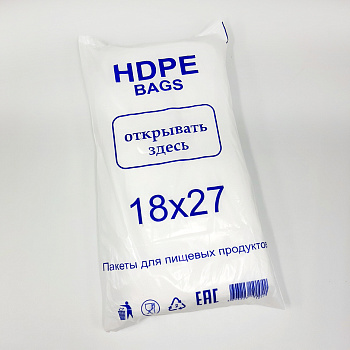 HDPE
BAGS
открывать
здесь
18x27
Пакеты для пищевых продуктов
EAC